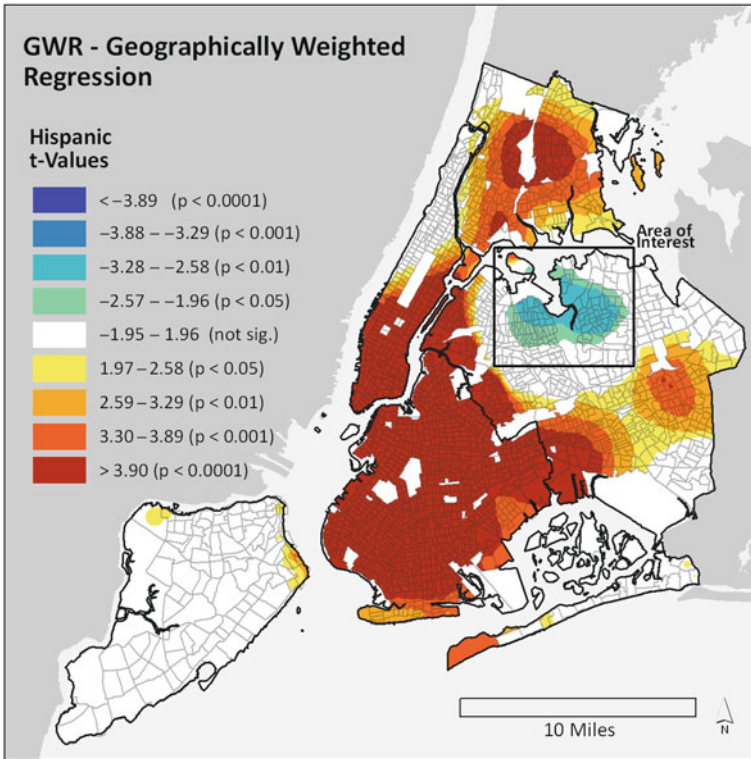 GWR - Geographically Weighted
Regression
Hispanic
t-Values
< –3.89 (p < 0.0001)
–3.88 – –3.29 (p < 0.001)
–3.28 – –2.58 (p < 0.01)
–2.57 – –1.96 (p < 0.05)
–1.95 – 1.96 (not sig.)
1.97 – 2.58 (p < 0.05)
2.59 – 3.29 (p < 0.01)
3.30 – 3.89 (p < 0.001)
> 3.90 (p < 0.0001)
Area of
Interest
10 Miles
N